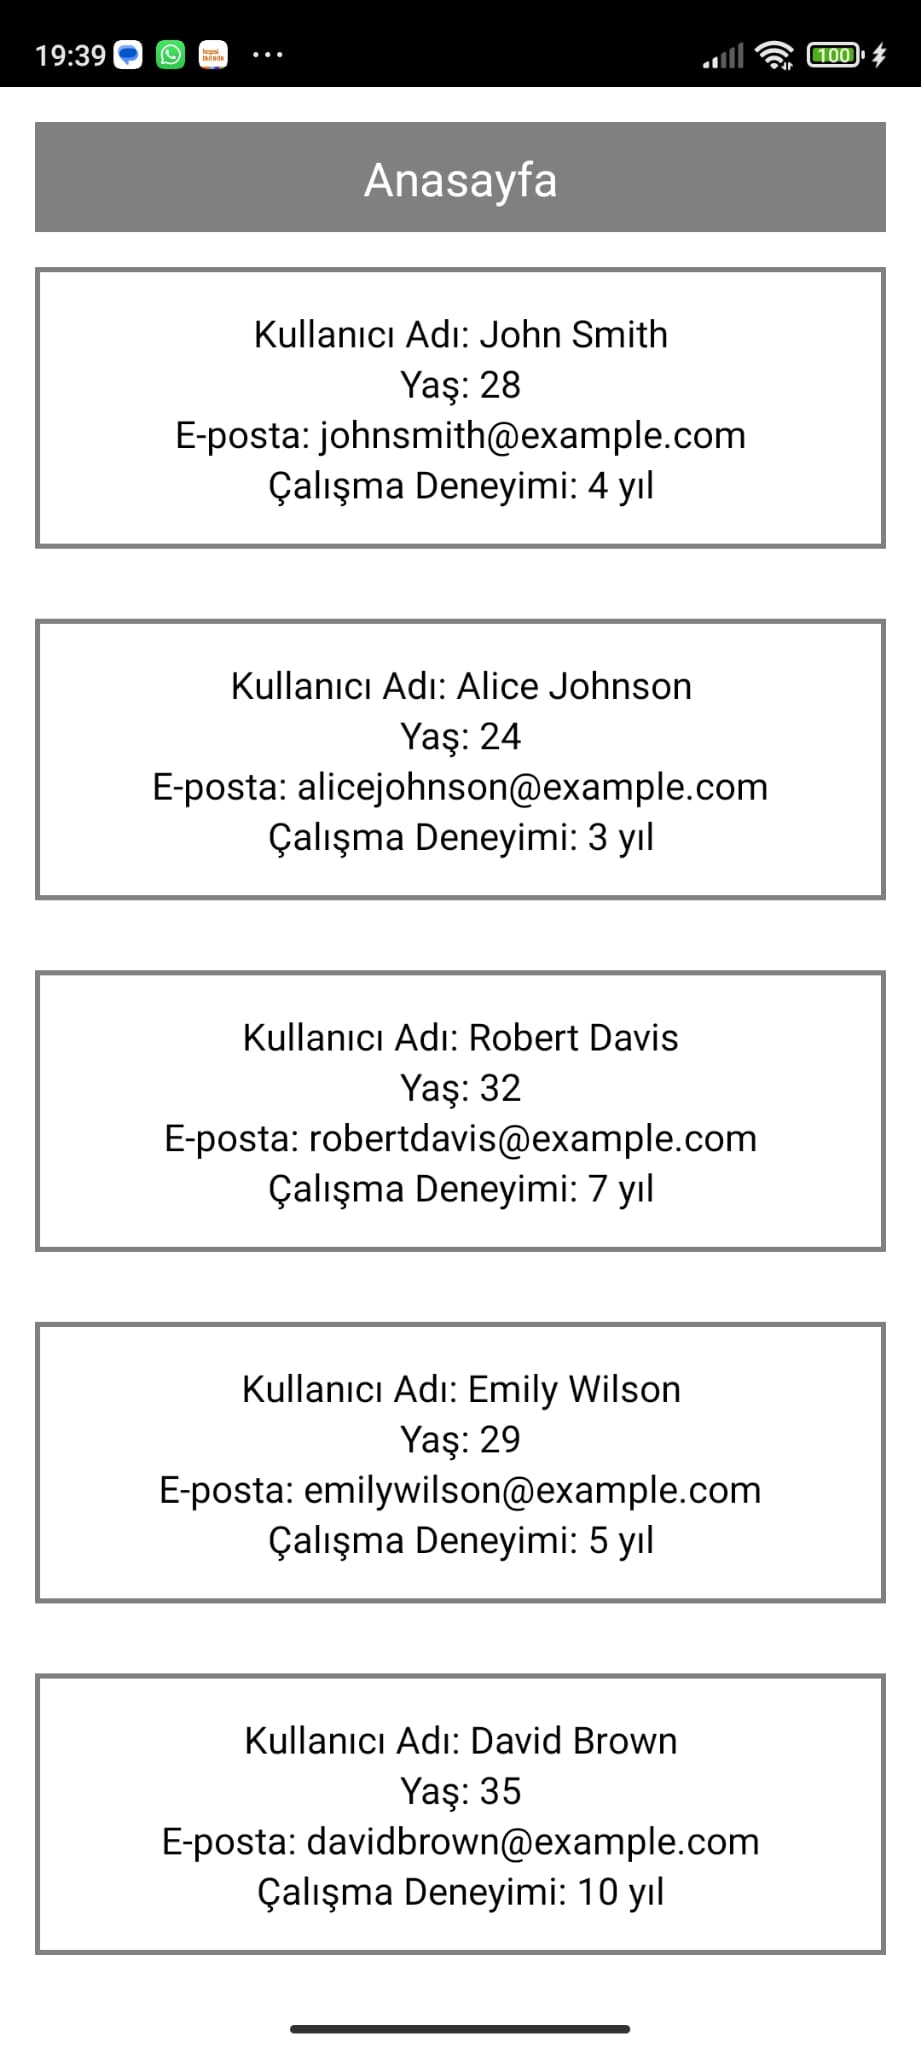 19:39
hepsi
burada
100
Anasayfa
Kullanıcı Adı: John Smith
Yaş: 28
E-posta: johnsmith@example.com
Çalışma Deneyimi: 4 yıl
Kullanıcı Adı: Alice Johnson
Yaş: 24
E-posta: alicejohnson@example.com
Çalışma Deneyimi: 3 yıl
Kullanıcı Adı: Robert Davis
Yaş: 32
E-posta: robertdavis@example.com
Çalışma Deneyimi: 7 yıl
Kullanıcı Adı: Emily Wilson
Yaş: 29
E-posta: emilywilson@example.com
Çalışma Deneyimi: 5 yıl
Kullanıcı Adı: David Brown
Yaş: 35
E-posta: davidbrown@example.com
Çalışma Deneyimi: 10 yıl